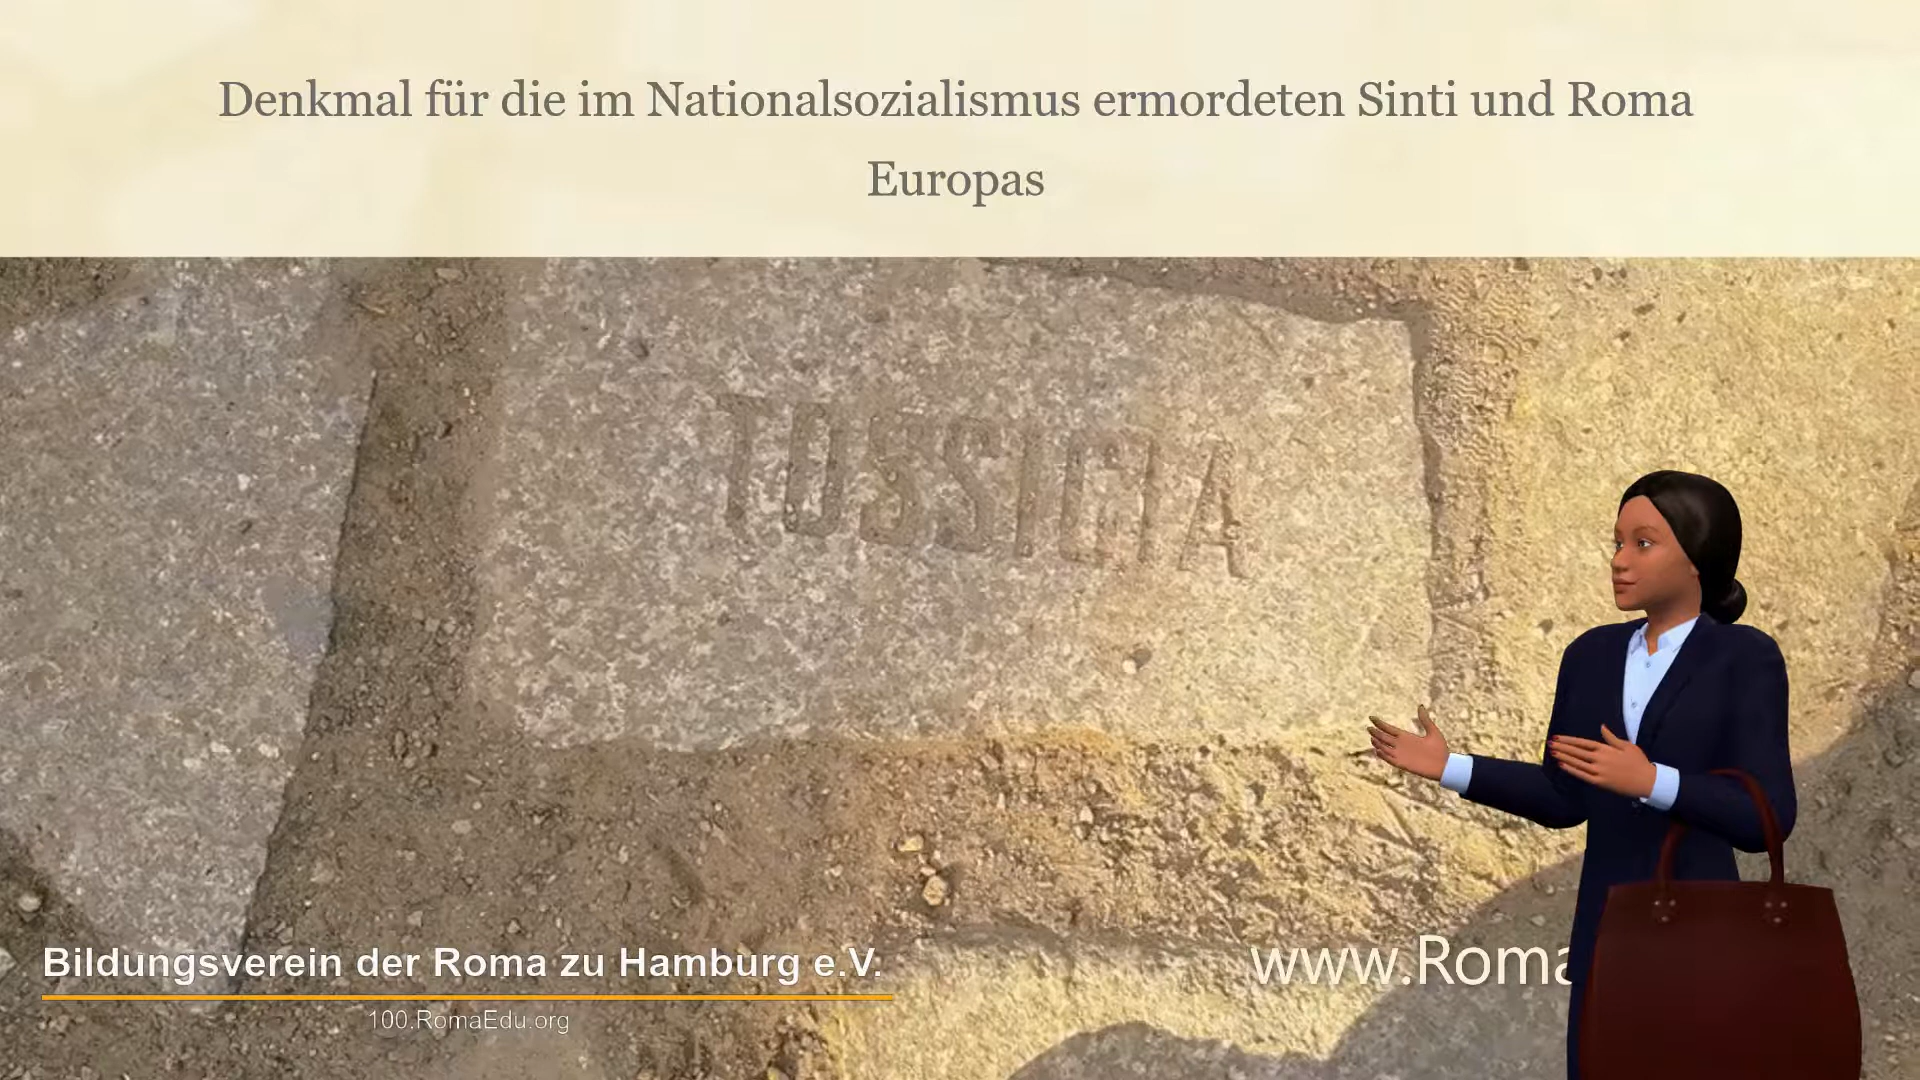 Denkmal für die im Nationalsozialismus ermordeten Sinti und Roma
Europas
TOSSICIA
Bildungsverein der Roma zu Hamburg e.V.
www.Roma
100.RomaEdu.org